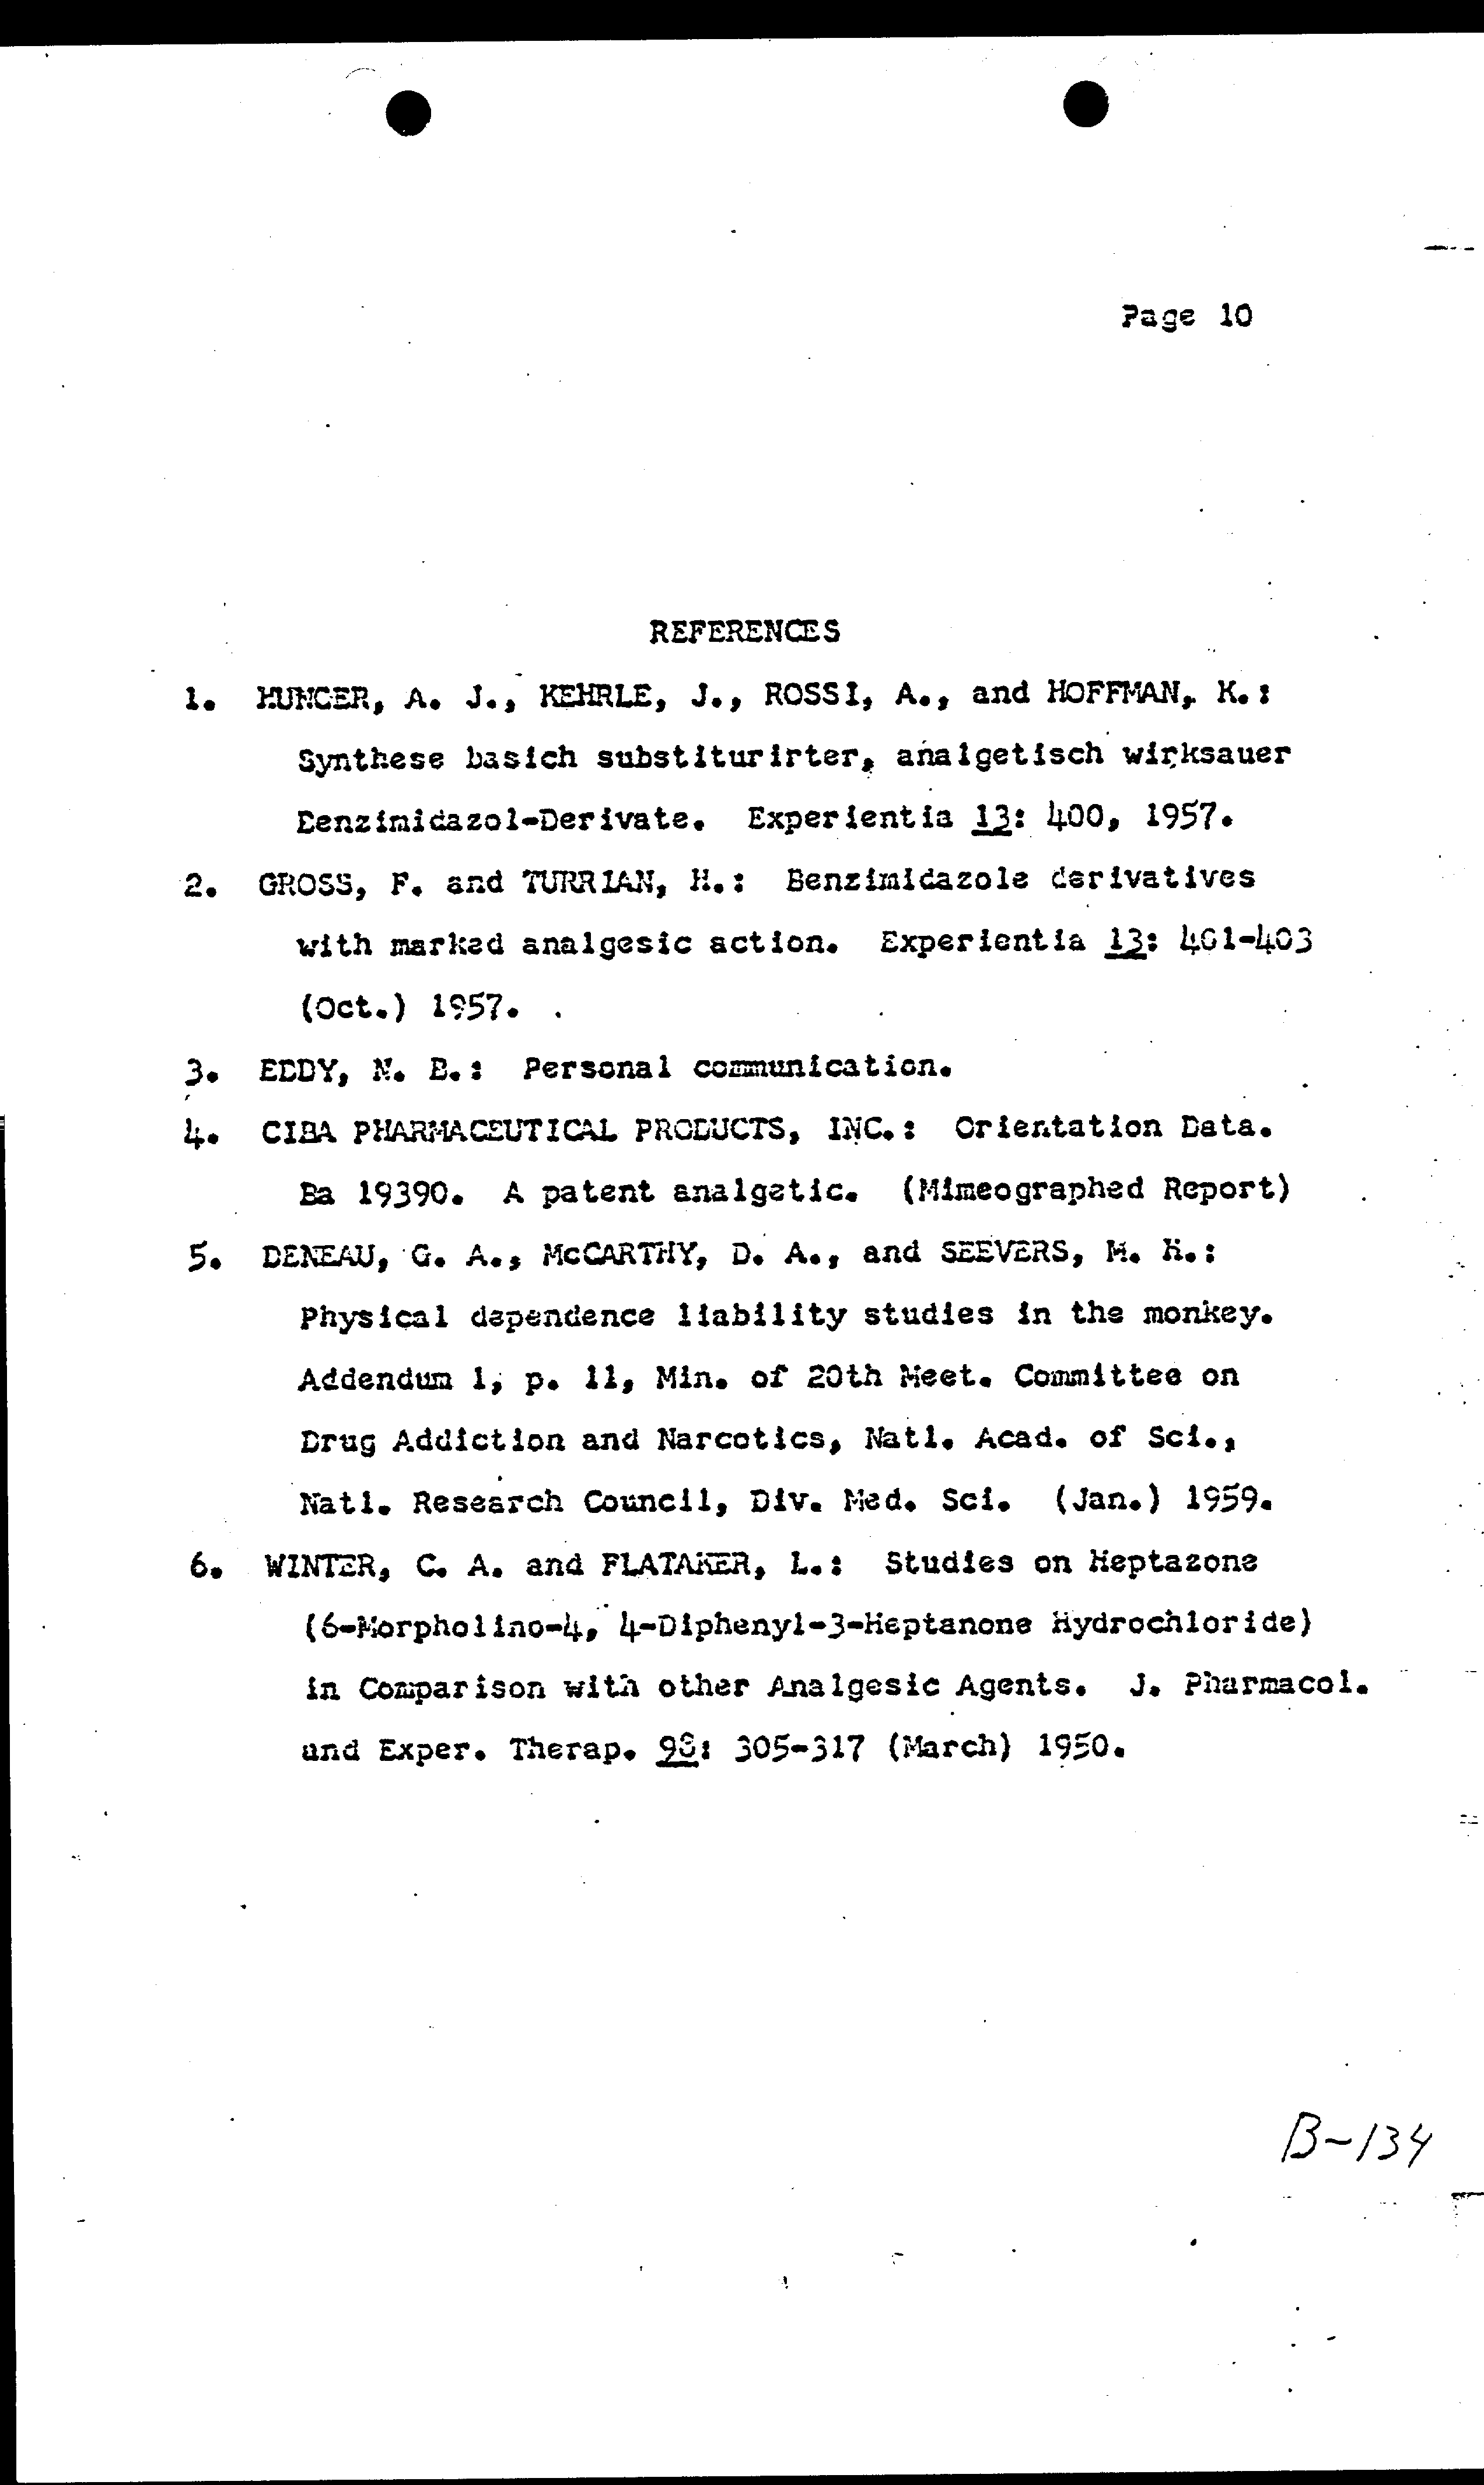 Page 10
REFERENCES
1. HUNGER, A. J., KEHRLE, J., ROSSI, A., and HOFFMAN, K.:
Synthese basich substiturirter, analgetisch wirksauer
Benzimidazol-Derivate. Experientia 13: 400, 1957.
2. GROSS, F. and TURRIAN, H.: Benzimidazole derivatives
with marked analgesic action. Experientia 13: 401-403
(Oct.) 1957.
3. EDDY, N. B.: Personal communication.
4. CIBA PHARMACEUTICAL PRODUCTS, INC.: Orientation Data.
Ba 19390. A patent analgetic. (Mimeographed Report)
5. DENEAU, G. A., McCARTHY, D. A., and SEEVERS, M. H.:
Physical dependence liability studies in the monkey.
Addendum 1, p. 11, Min. of 20th Meet. Committee on
Drug Addiction and Narcotics, Natl. Acad. of Sci.,
Natl. Research Council, Div. Med. Sci. (Jan.) 1959.
6. WINTER, C. A. and FLATAKER, L.: Studies on Heptazone
(6-Morpholino-4, 4-Diphenyl-3-Heptanone Hydrochloride)
in Comparison with other Analgesic Agents. J. Pharmacol.
and Exper. Therap. 98: 305-317 (March) 1950.
B-134